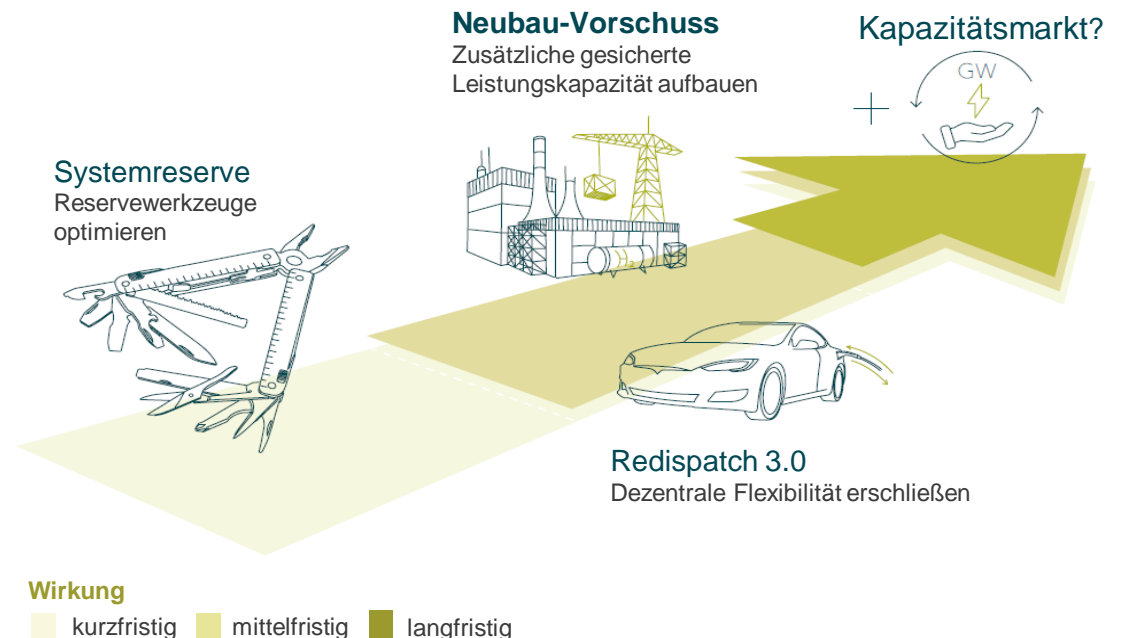 Neubau-Vorschuss
Zusätzliche gesicherte
Leistungskapazität aufbauen
Kapazitätsmarkt?
GW
Systemreserve
Reservewerkzeuge
optimieren
H₂
Redispatch 3.0
Dezentrale Flexibilität erschließen
Wirkung
kurzfristig
mittelfristig
langfristig